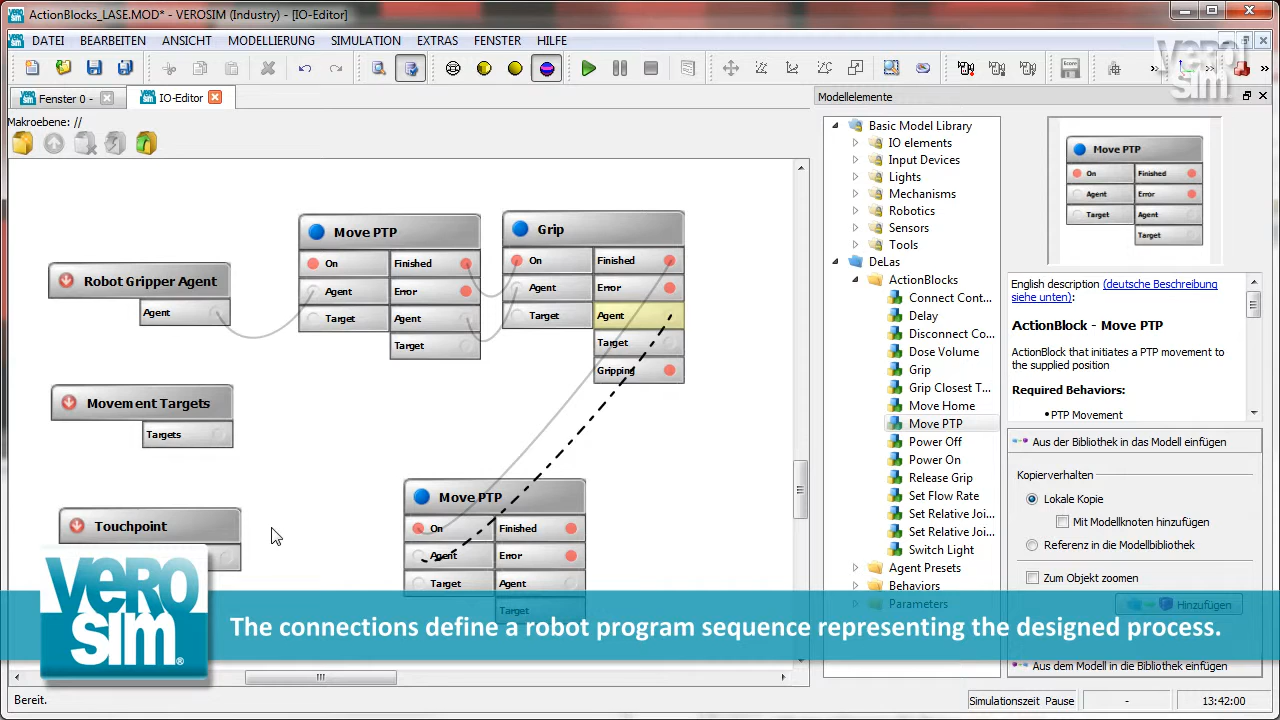 ActionBlocks_LASE.MOD* - VEROSIM (Industry) - [IO-Editor]
DATEI BEARBEITEN ANSICHT MODELLIERUNG SIMULATION EXTRAS FENSTER HILFE
VERO
SIM
Fenster 0 - IO-Editor
Makroebene: //
Robot Gripper Agent
Agent
Move PTP
On Finished
Agent Error
Target Agent
Target
Grip
On Finished
Agent Error
Target Agent
Target
Gripping
Movement Targets
Targets
Touchpoint
Move PTP
On Finished
Agent Error
Target Agent
Target
Modellelemente
Basic Model Library
IO elements
Input Devices
Lights
Mechanisms
Robotics
Sensors
Tools
DeLas
ActionBlocks
Connect Cont...
Delay
Disconnect Co...
Dose Volume
Grip
Grip Closest T...
Move Home
Move PTP
Power Off
Power On
Release Grip
Set Flow Rate
Set Relative Joi...
Set Relative Joi...
Switch Light
Agent Presets
Behaviors
Parameters
Move PTP
On Finished
Agent Error
Target Agent
Target
English description (deutsche Beschreibung
siehe unten):
ActionBlock - Move PTP
ActionBlock that initiates a PTP movement to
the supplied position
Required Behaviors:
•PTP Movement
Aus der Bibliothek in das Modell einfügen
Kopierverhalten
Lokale Kopie
Mit Modellknoten hinzufügen
Referenz in die Modellbibliothek
Zum Objekt zoomen
Hinzufügen
Aus dem Modell in die Bibliothek einfügen
VERO
SIM®
The connections define a robot program sequence representing the designed process.
Bereit. Simulationszeit Pause - 13:42:00